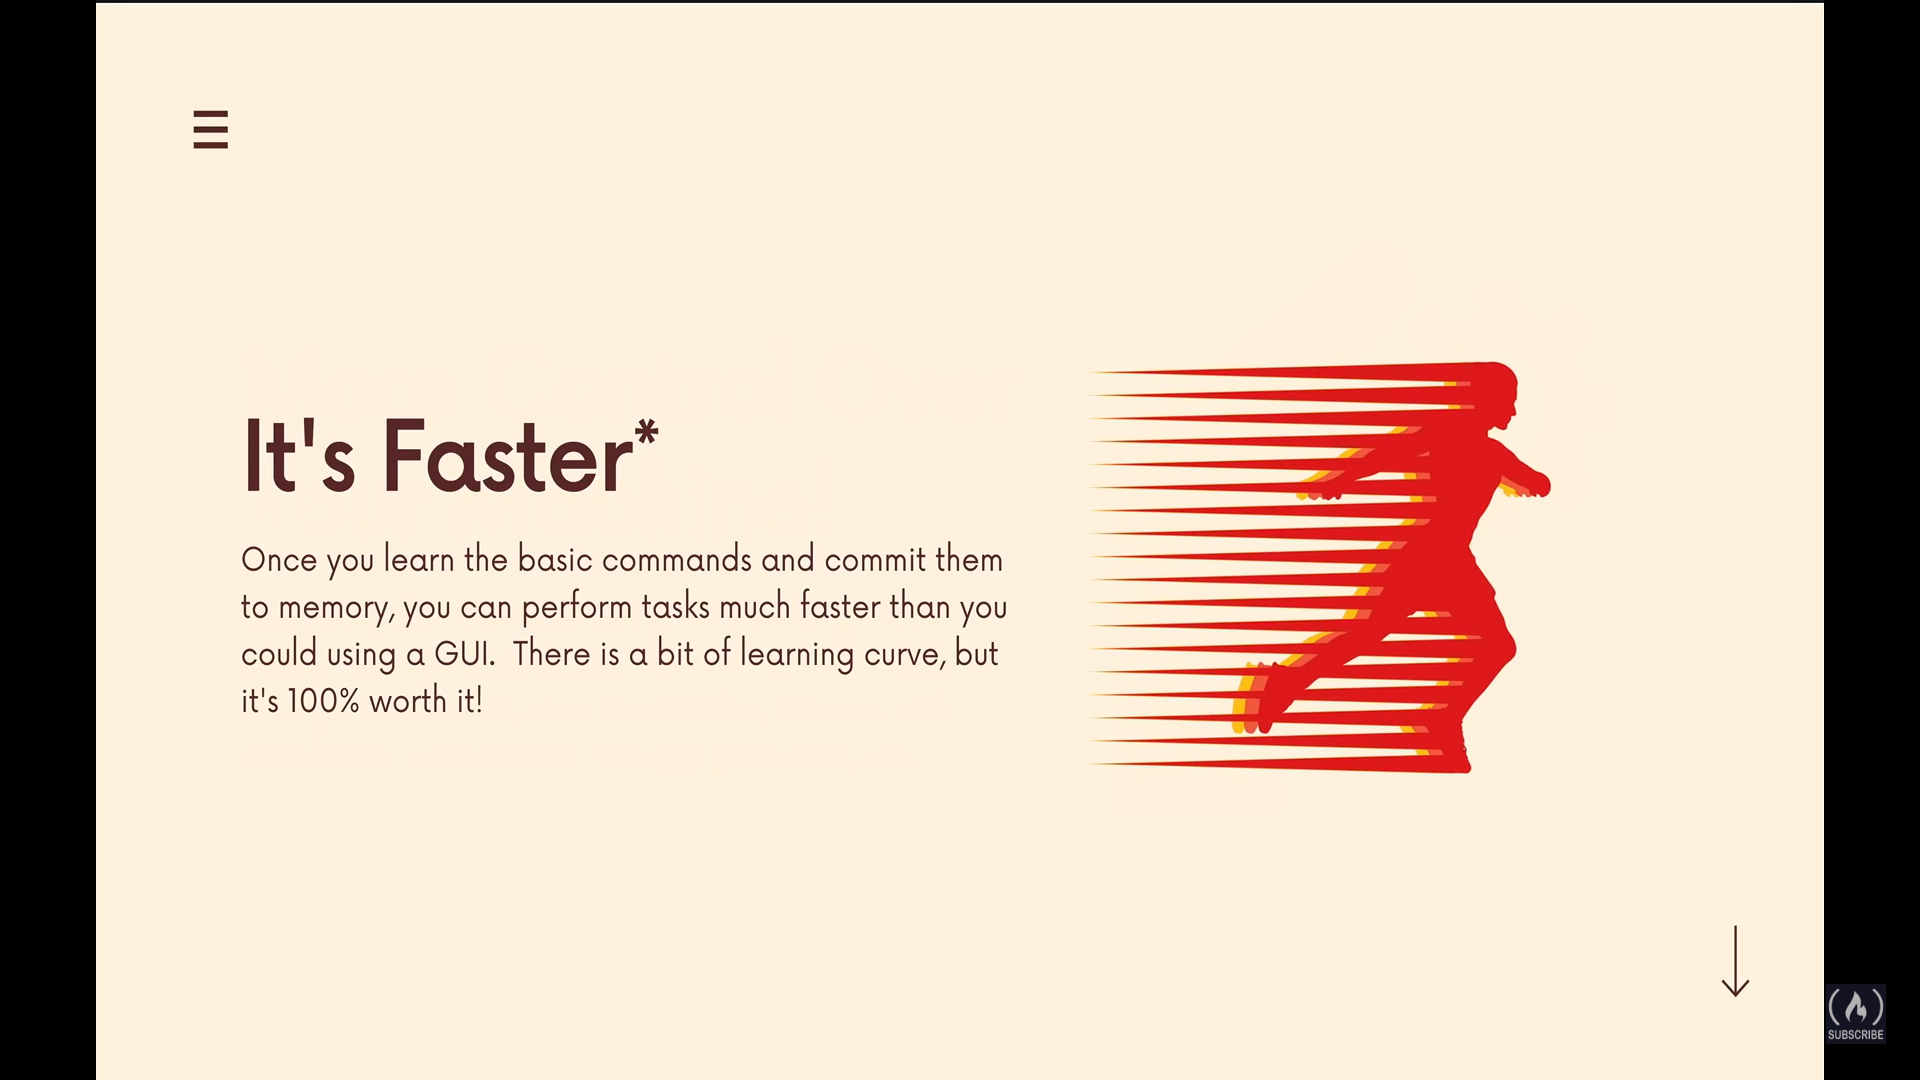 It's Faster*
Once you learn the basic commands and commit them
to memory, you can perform tasks much faster than you
could using a GUI.  There is a bit of learning curve, but
it's 100% worth it!
SUBSCRIBE